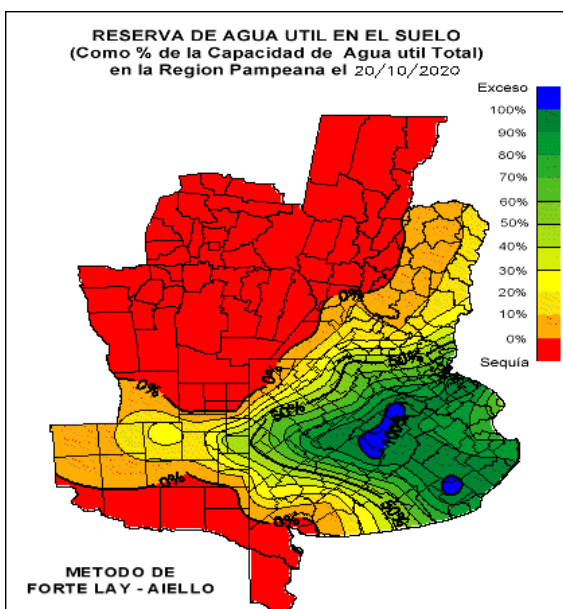 RESERVA DE AGUA UTIL EN EL SUELO
(Como % de la Capacidad de Agua util Total)
en la Region Pampeana el 20/10/2020
Exceso
100%
90%
80%
70%
60%
50%
40%
30%
20%
10%
0%
Sequía
0%
50%
0%
0%
50%
0%
0%
METODO DE
FORTE LAY - AIELLO